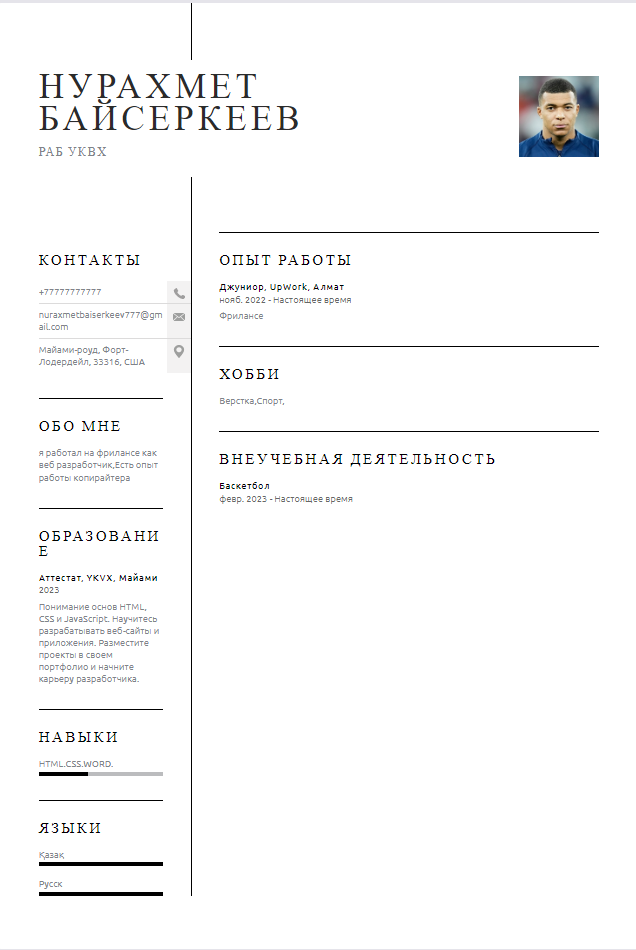 НУРАХМЕТ
БАЙСЕРКЕЕВ
РАБ УКВХ
КОНТАКТЫ
+77777777777
nuraxmetbaiserkeev777@gm
ail.com
Майами-роуд, Форт-
Лодердейл, 33316, США
ОБО МНЕ
я работал на фрилансе как
веб разработчик,Есть опыт
работы копирайтера
ОБРАЗОВАНИ
Е
Аттестат, YKVX, Майами
2023
Понимание основ HTML,
CSS и JavaScript. Научитесь
разрабатывать веб-сайты и
приложения. Разместите
проекты в своем
портфолио и начните
карьеру разработчика.
НАВЫКИ
HTML.CSS.WORD.
ЯЗЫКИ
Қазақ
Русск
ОПЫТ РАБОТЫ
Джуниор, UpWork, Алмат
нояб. 2022 - Настоящее время
Фрилансе
ХОББИ
Верстка,Спорт,
ВНЕУЧЕБНАЯ ДЕЯТЕЛЬНОСТЬ
Баскетбол
февр. 2023 - Настоящее время